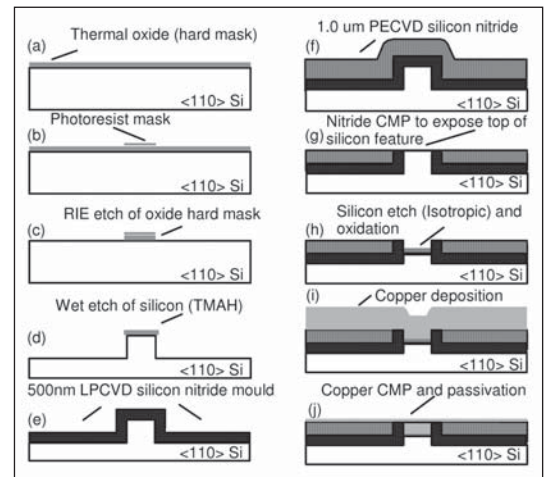 (a)
Thermal oxide (hard mask)
<110> Si
(b)
Photoresist mask
<110> Si
(c)
RIE etch of oxide hard mask
<110> Si
(d)
Wet etch of silicon (TMAH)
<110> Si
500nm LPCVD silicon nitride mould
(e)
<110> Si
1.0 um PECVD silicon nitride
(f)
<110> Si
Nitride CMP to expose top of
(g)
silicon feature
<110> Si
Silicon etch (Isotropic) and
(h)
oxidation
<110> Si
(i)
Copper deposition
<110> Si
Copper CMP and passivation
(j)
<110> Si